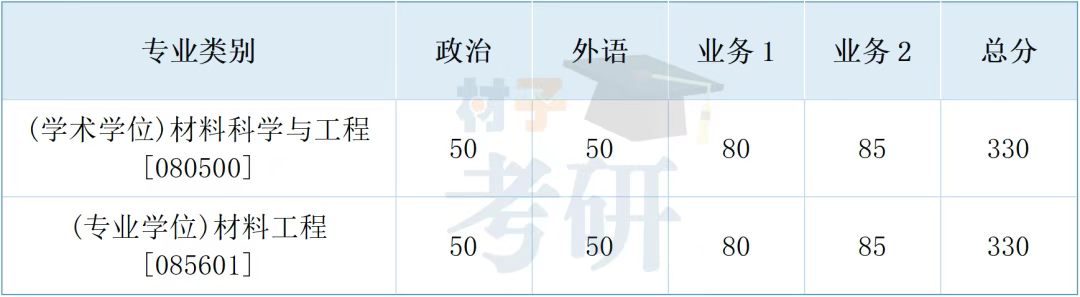 专业类别 政治 外语 业务1 业务2 总分
(学术学位)材料科学与工程
[080500] 50 50 80 85 330
(专业学位)材料工程
[085601] 50 50 80 85 330
材子
考研